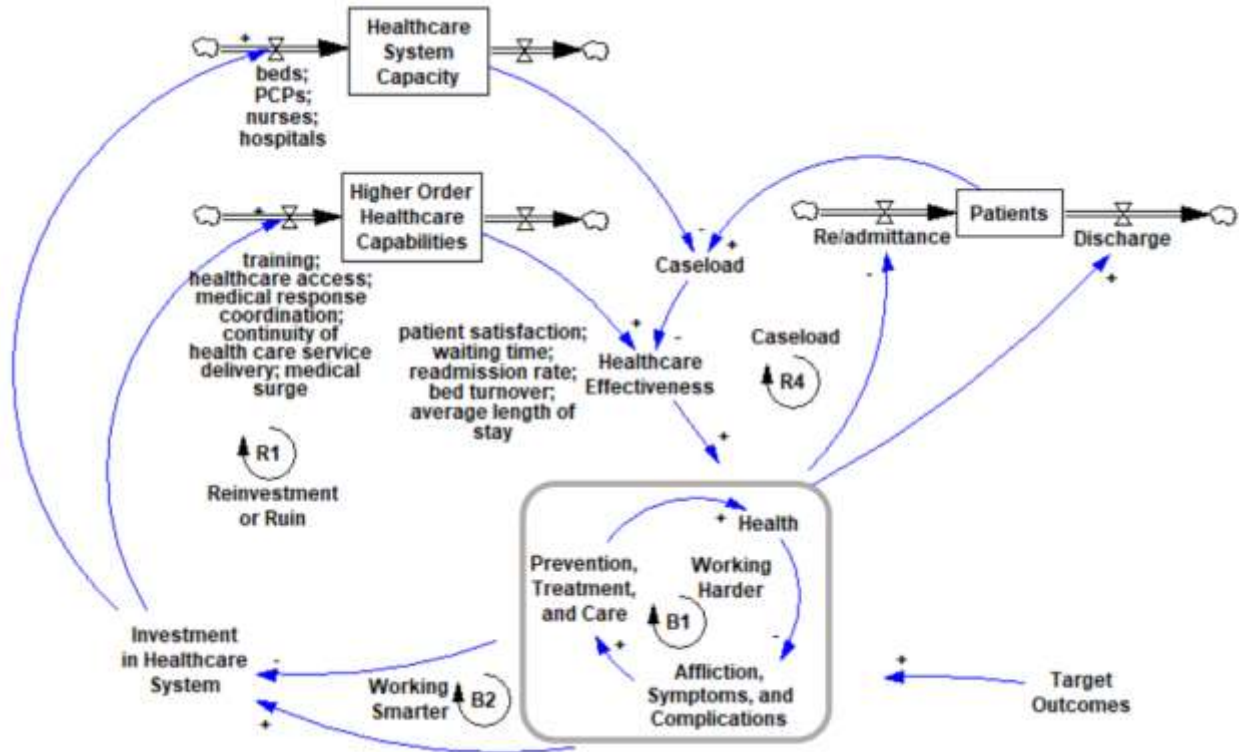 Healthcare
System
Capacity
+
beds;
PCPs;
nurses;
hospitals
Higher Order
Healthcare
Capabilities
+
training;
healthcare access;
medical response
coordination;
continuity of
health care service
delivery; medical
surge
Patients
Re/admittance
Discharge
-
+
-
+
Caseload
+
-
patient satisfaction;
waiting time;
readmission rate;
bed turnover;
average length of
stay
Healthcare
Effectiveness
+
Caseload
R4
R1
Reinvestment
or Ruin
+
Health
Prevention,
Treatment,
and Care
Working
Harder
B1
+
-
Affliction,
Symptoms, and
Complications
Investment
in Healthcare
System
-
+
Working
Smarter
B2
+
Target
Outcomes